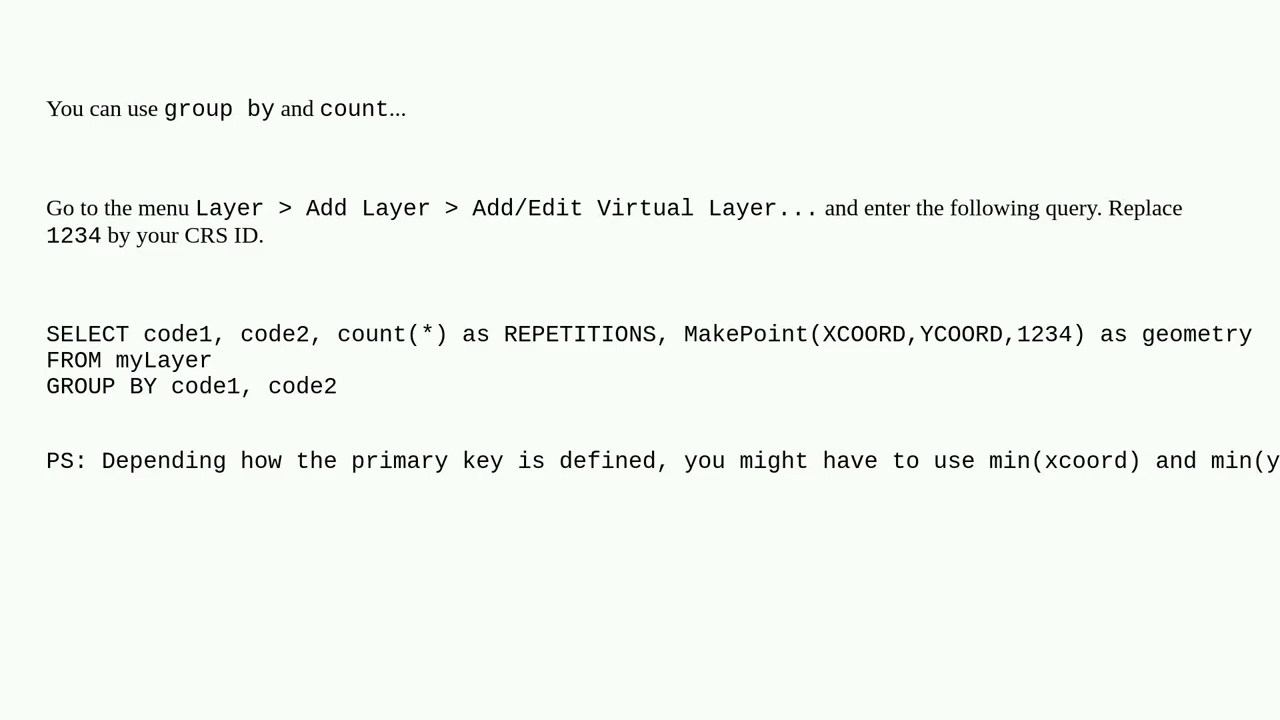 You can use group by and count...
Go to the menu Layer > Add Layer > Add/Edit Virtual Layer... and enter the following query. Replace
1234 by your CRS ID.
SELECT code1, code2, count(*) as REPETITIONS, MakePoint(XCOORD,YCOORD,1234) as geometry
FROM myLayer
GROUP BY code1, code2
PS: Depending how the primary key is defined, you might have to use min(xcoord) and min(y